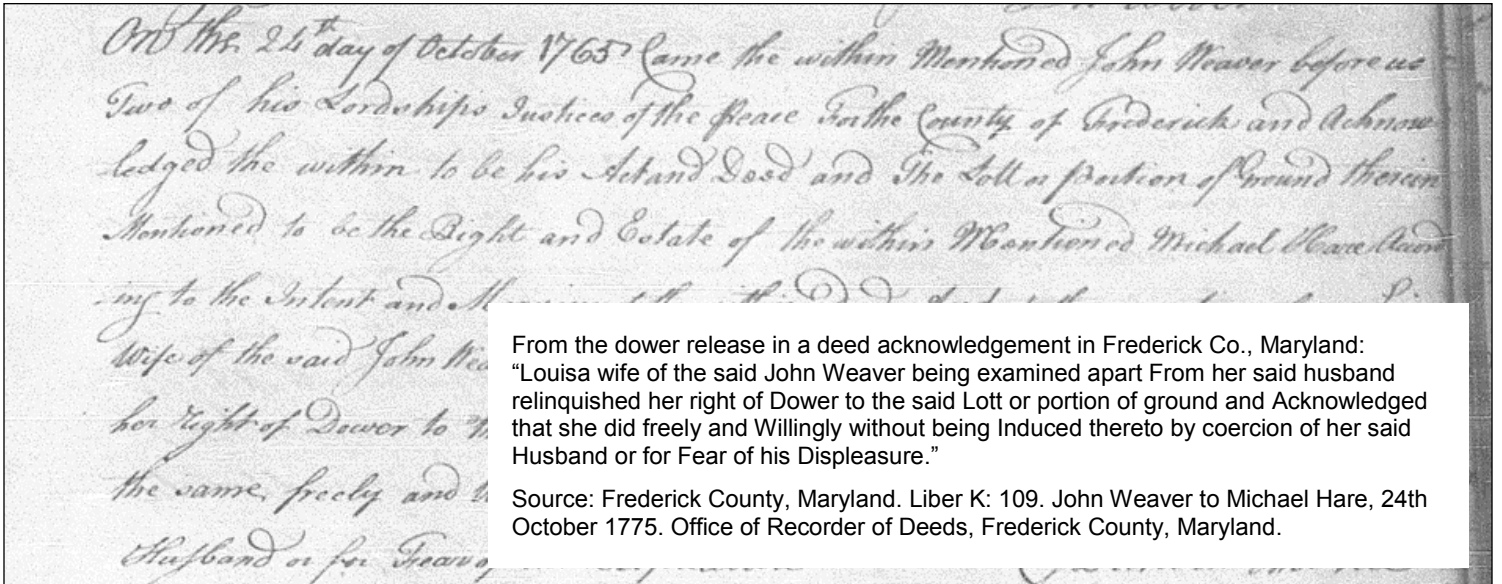 On the 24th day of October 1765 Came the within Mentioned John Weaver before us
Two of his Lordships Justices of the Peace For the County of Frederick and Acknow
ledged the within to be his Act and Deed and The Lott or portion of Ground therein
Mentioned to be the Right and Estate of the within Mentioned Michael Hare Accord
ing to the Intent and
Wife of the said John Wea
her right of Dower to
the same, freely and
Husband or for Fear of
From the dower release in a deed acknowledgement in Frederick Co., Maryland:
“Louisa wife of the said John Weaver being examined apart From her said husband
relinquished her right of Dower to the said Lott or portion of ground and Acknowledged
that she did freely and Willingly without being Induced thereto by coercion of her said
Husband or for Fear of his Displeasure.”
Source: Frederick County, Maryland. Liber K: 109. John Weaver to Michael Hare, 24th
October 1775. Office of Recorder of Deeds, Frederick County, Maryland.